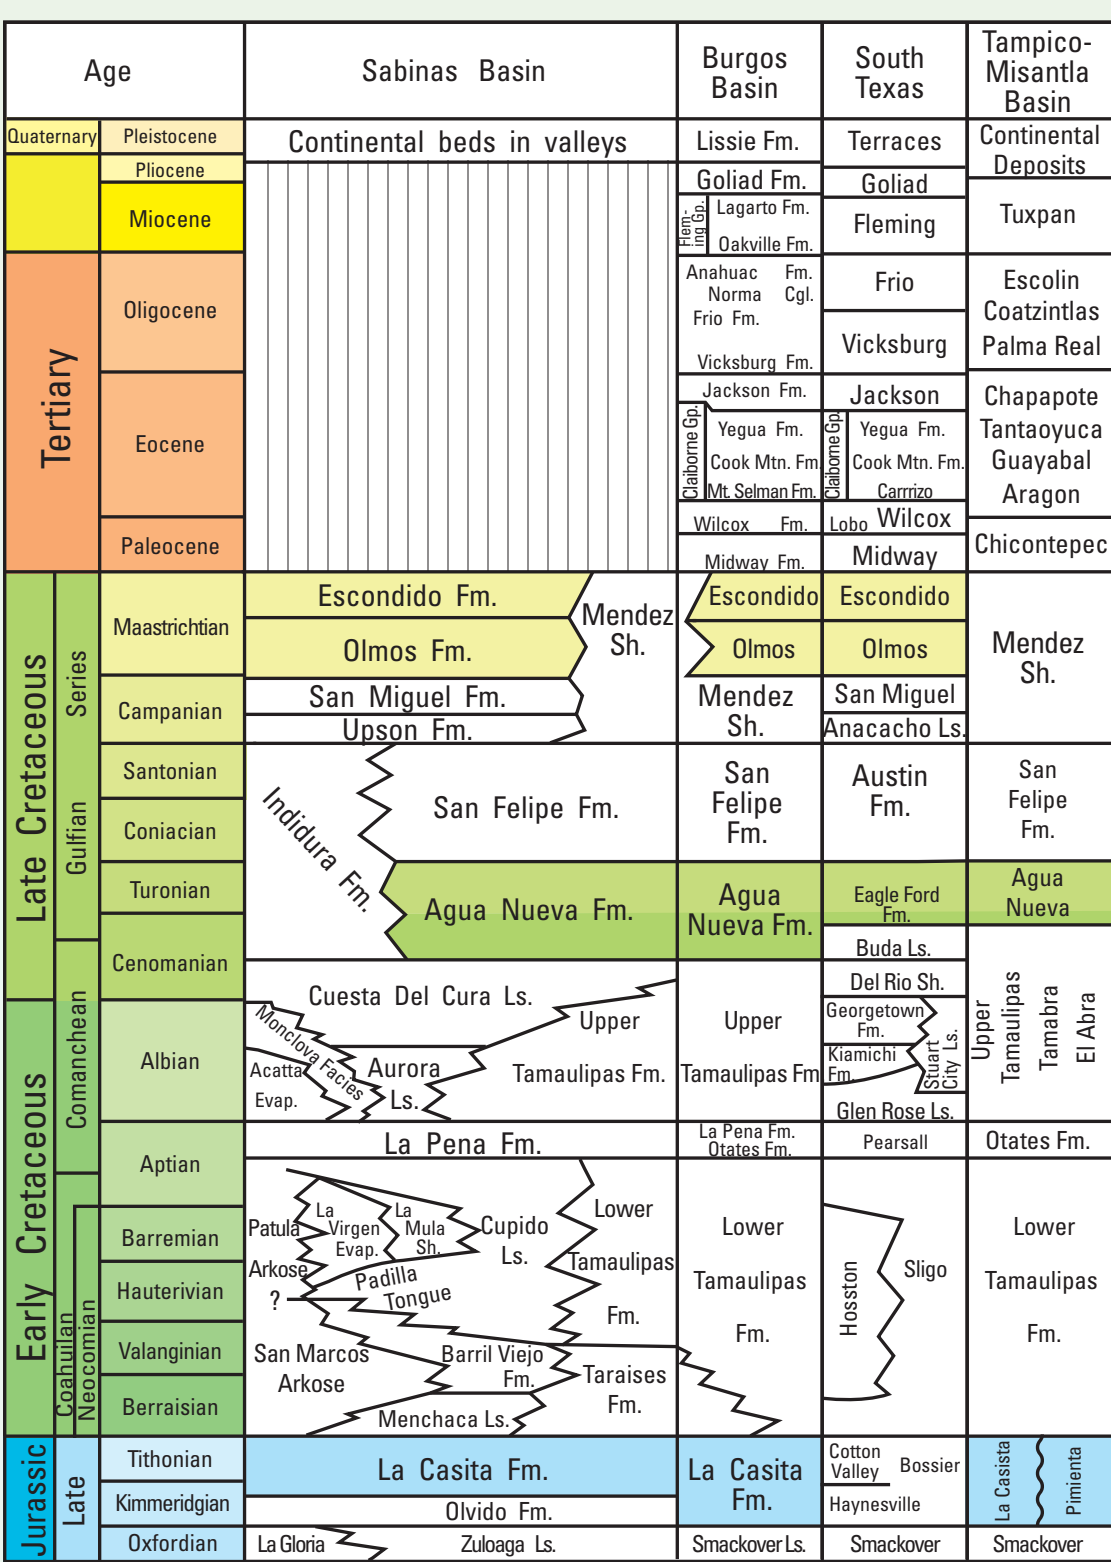 Age
Sabinas Basin
Burgos
Basin
South
Texas
Tampico-
Misantla
Basin
Quaternary
Pleistocene
Continental beds in valleys
Lissie Fm.
Terraces
Continental
Deposits
Pliocene
Goliad Fm.
Goliad
Miocene
Flem-
ing Gp.
Lagarto Fm.
Oakville Fm.
Fleming
Tuxpan
Tertiary
Oligocene
Anahuac Fm.
Norma Cgl.
Frio Fm.
Vicksburg Fm.
Frio
Vicksburg
Escolin
Coatzintlas
Palma Real
Eocene
Jackson Fm.
Claiborne Gp.
Yegua Fm.
Cook Mtn. Fm.
Mt. Selman Fm.
Jackson
Claiborne Gp.
Yegua Fm.
Cook Mtn. Fm.
Carrrizo
Chapapote
Tantaoyuca
Guayabal
Aragon
Paleocene
Wilcox Fm.
Midway Fm.
Lobo Wilcox
Midway
Chicontepec
Late Cretaceous
Gulfian Series
Maastrichtian
Escondido Fm.
Olmos Fm.
Mendez
Sh.
Escondido
Olmos
Escondido
Olmos
Mendez
Sh.
Campanian
San Miguel Fm.
Upson Fm.
Mendez
Sh.
San Miguel
Anacacho Ls.
Santonian
Coniacian
Indidura Fm.
San Felipe Fm.
San
Felipe
Fm.
Austin
Fm.
San
Felipe
Fm.
Turonian
Agua Nueva Fm.
Agua
Nueva Fm.
Eagle Ford
Fm.
Agua
Nueva
Cenomanian
Buda Ls.
Del Rio Sh.
Early Cretaceous
Comanchean
Albian
Cuesta Del Cura Ls.
Monclova Facies
Acatta
Evap.
Aurora
Ls.
Upper
Tamaulipas Fm.
Upper
Tamaulipas Fm
Georgetown
Fm.
Kiamichi
Fm.
Stuart
City Ls.
Glen Rose Ls.
Upper
Tamaulipas
Tamabra
El Abra
Aptian
La Pena Fm.
La Pena Fm.
Otates Fm.
Pearsall
Otates Fm.
Coahuilan
Neocomian
Barremian
Hauterivian
Valanginian
Berraisian
Patula
Arkose
?
La
Virgen
Evap.
La
Mula
Sh.
Cupido
Ls.
Padilla
Tongue
Lower
Tamaulipas
Fm.
San Marcos
Arkose
Barril Viejo
Fm.
Taraises
Fm.
Menchaca Ls.
Lower
Tamaulipas
Fm.
Hosston
Sligo
Lower
Tamaulipas
Fm.
Jurassic
Late
Tithonian
La Casita Fm.
La Casita
Fm.
Cotton
Valley
Bossier
La Casista
Pimienta
Kimmeridgian
Olvido Fm.
Haynesville
Oxfordian
La Gloria
Zuloaga Ls.
Smackover Ls.
Smackover
Smackover